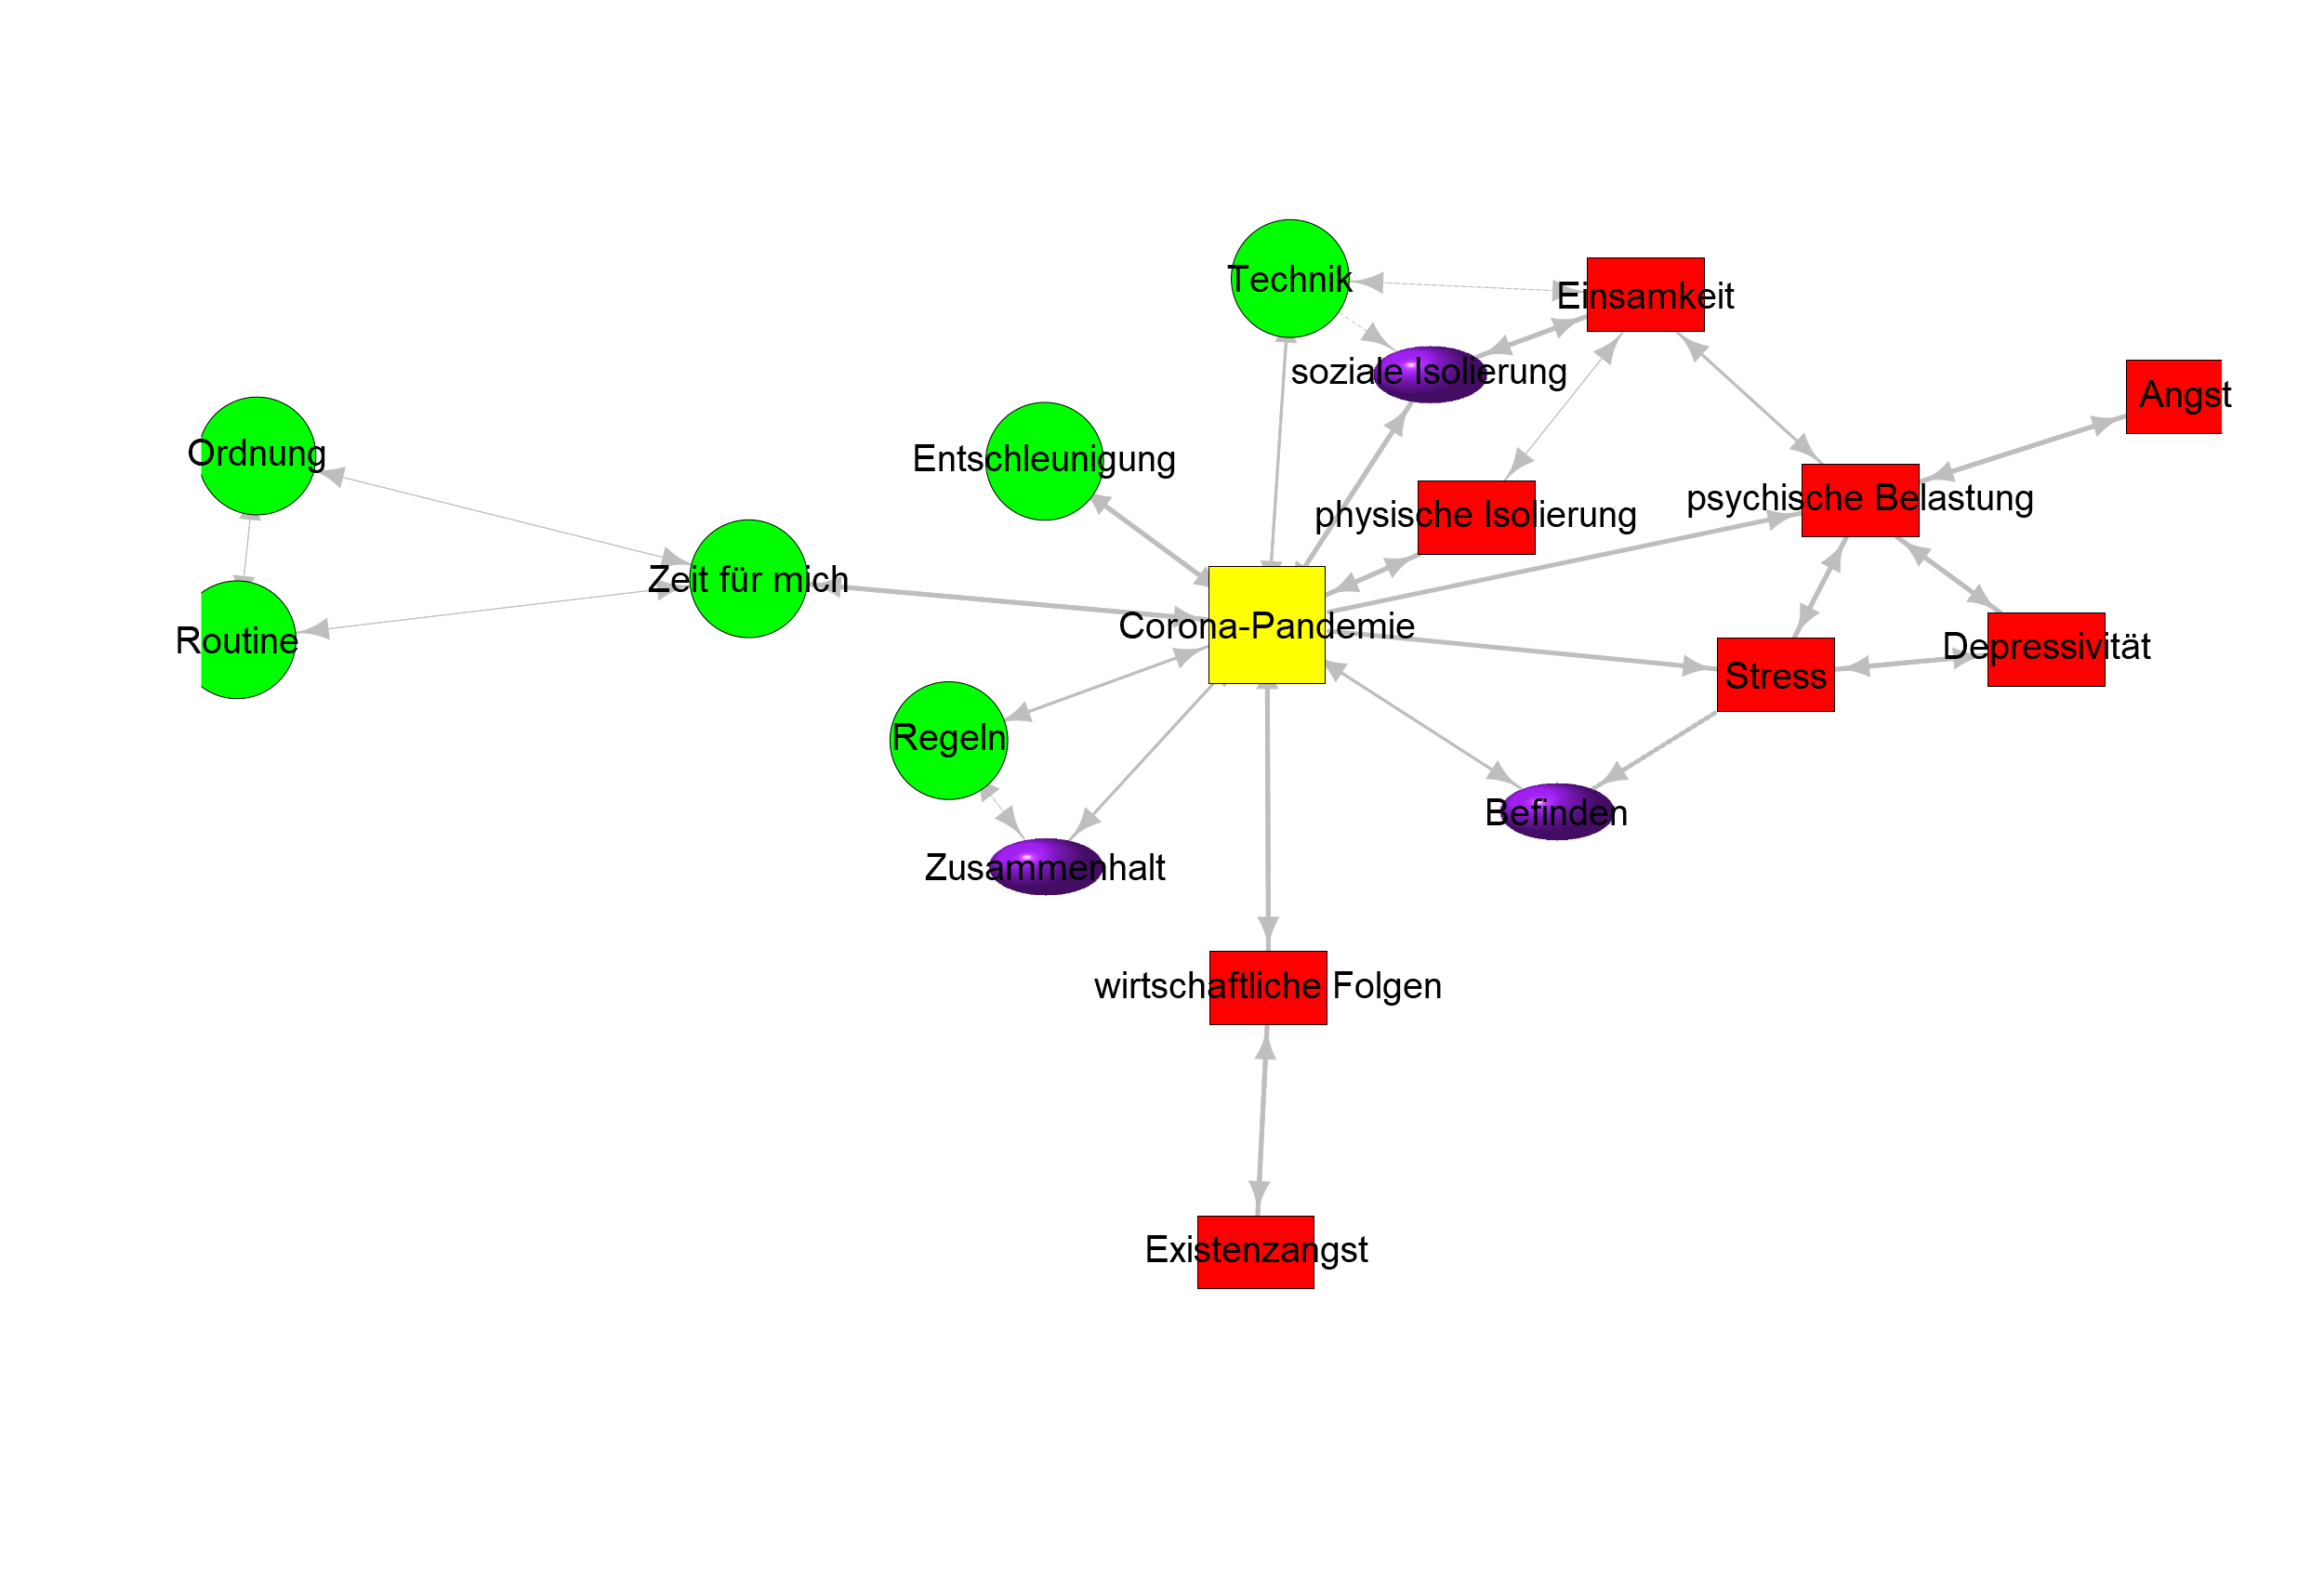 Technik
Einsamkeit
soziale Isolierung
Angst
Ordnung
Entschleunigung
psychische Belastung
physische Isolierung
Zeit für mich
Corona-Pandemie
Routine
Depressivität
Stress
Regeln
Befinden
Zusammenhalt
wirtschaftliche Folgen
Existenzangst